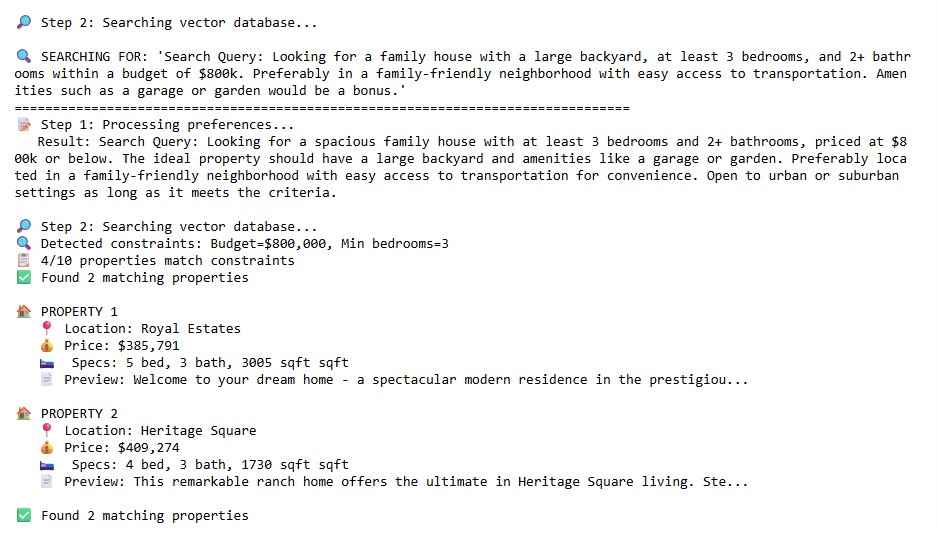 🔎 Step 2: Searching vector database...
🔍 SEARCHING FOR: 'Search Query: Looking for a family house with a large backyard, at least 3 bedrooms, and 2+ bathr
ooms within a budget of $800k. Preferably in a family-friendly neighborhood with easy access to transportation. Amen
ities such as a garage or garden would be a bonus.'
================================================================================
📝 Step 1: Processing preferences...
Result: Search Query: Looking for a spacious family house with at least 3 bedrooms and 2+ bathrooms, priced at $8
00k or below. The ideal property should have a large backyard and amenities like a garage or garden. Preferably loca
ted in a family-friendly neighborhood with easy access to transportation for convenience. Open to urban or suburban
settings as long as it meets the criteria.
🔎 Step 2: Searching vector database...
🔍 Detected constraints: Budget=$800,000, Min bedrooms=3
📋 4/10 properties match constraints
✅ Found 2 matching properties
🏠 PROPERTY 1
📍 Location: Royal Estates
💰 Price: $385,791
🛏️ Specs: 5 bed, 3 bath, 3005 sqft sqft
📄 Preview: Welcome to your dream home - a spectacular modern residence in the prestigiou...
🏠 PROPERTY 2
📍 Location: Heritage Square
💰 Price: $409,274
🛏️ Specs: 4 bed, 3 bath, 1730 sqft sqft
📄 Preview: This remarkable ranch home offers the ultimate in Heritage Square living. Ste...
✅ Found 2 matching properties